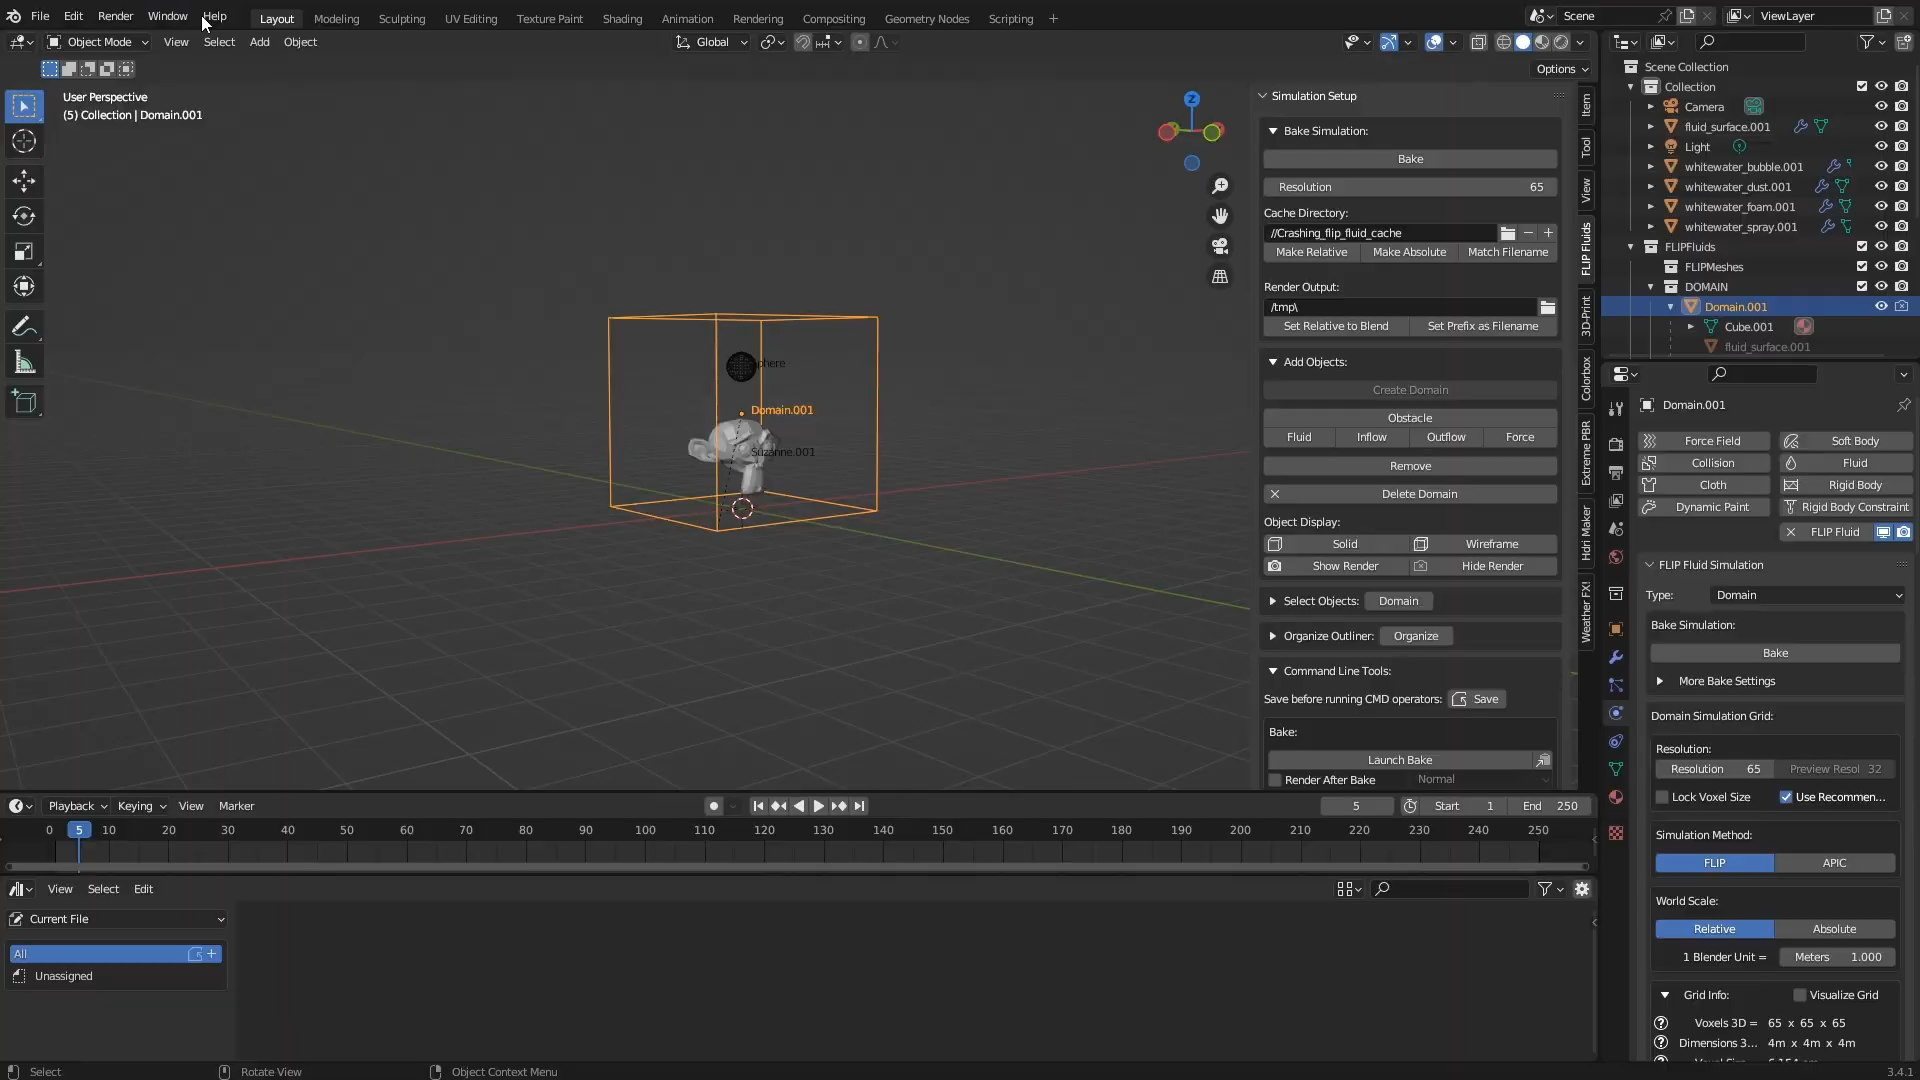 File Edit Render Window Help Layout Modeling Sculpting UV Editing Texture Paint Shading Animation Rendering Compositing Geometry Nodes Scripting + Scene ViewLayer
Object Mode View Select Add Object Global
Options
User Perspective
(5) Collection | Domain.001
Z
phere
Domain.001
Suzanne.001
Simulation Setup
Bake Simulation:
Bake
Resolution 65
Cache Directory:
//Crashing_flip_fluid_cache
Make Relative Make Absolute Match Filename
Render Output:
/tmp\
Set Relative to Blend Set Prefix as Filename
Add Objects:
Create Domain
Obstacle
Fluid Inflow Outflow Force
Remove
Delete Domain
Object Display:
Solid Wireframe
Show Render Hide Render
Select Objects: Domain
Organize Outliner: Organize
Command Line Tools:
Save before running CMD operators: Save
Bake:
Launch Bake
Render After Bake Normal
Item
Tool
View
FLIP Fluids
3D-Print
Colorbox
Extreme PBR
Hdri Maker
Weather FX!
Scene Collection
Collection
Camera
fluid_surface.001
Light
whitewater_bubble.001
whitewater_dust.001
whitewater_foam.001
whitewater_spray.001
FLIPFluids
FLIPMeshes
DOMAIN
Domain.001
Cube.001
fluid_surface.001
Domain.001
Force Field Soft Body
Collision Fluid
Cloth Rigid Body
Dynamic Paint Rigid Body Constraint
FLIP Fluid
FLIP Fluid Simulation
Type: Domain
Bake Simulation:
Bake
More Bake Settings
Domain Simulation Grid:
Resolution:
Resolution 65 Preview Resol 32
Lock Voxel Size Use Recommen...
Simulation Method:
FLIP APIC
World Scale:
Relative Absolute
1 Blender Unit = Meters 1.000
Grid Info: Visualize Grid
Voxels 3D = 65 x 65 x 65
Dimensions 3... 4m x 4m x 4m
Playback Keying View Marker 5 Start 1 End 250
0 5 10 20 30 40 50 60 70 80 90 100 110 120 130 140 150 160 170 180 190 200 210 220 230 240 250
View Select Edit
Current File
All
Unassigned
Select Rotate View Object Context Menu 3.4.1